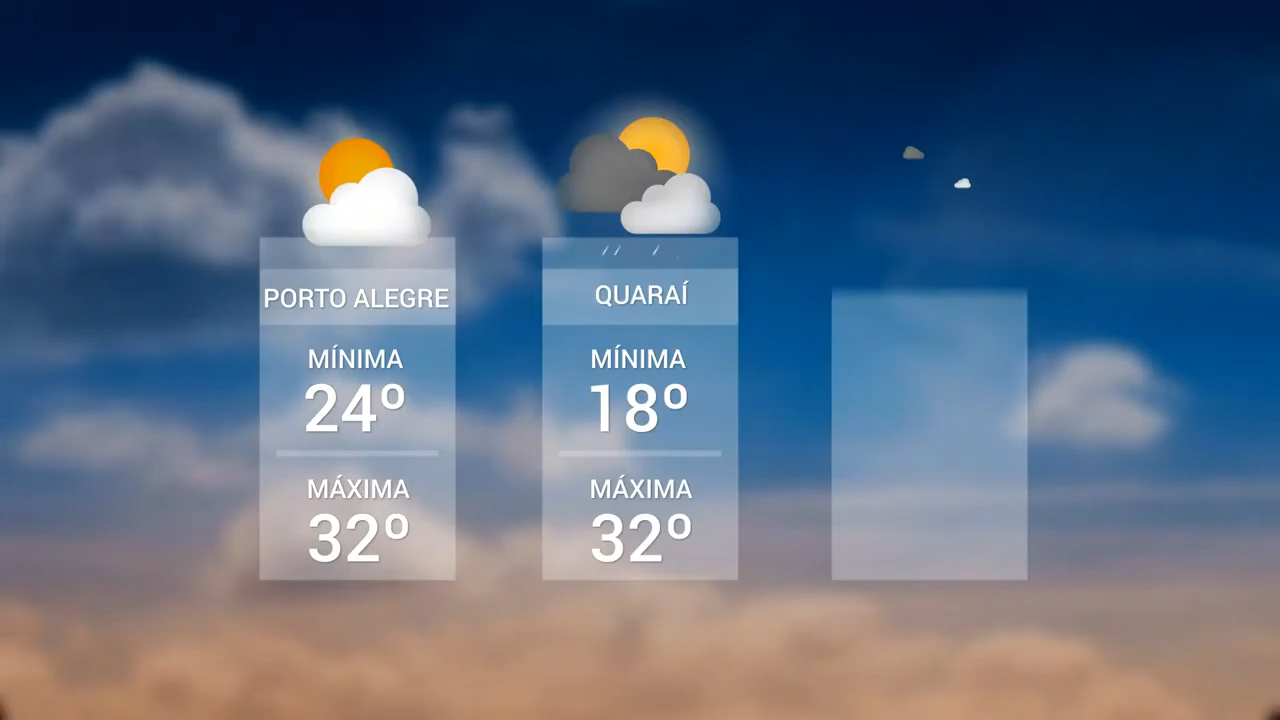 PORTO ALEGRE
MÍNIMA
24º
MÁXIMA
32º
QUARAÍ
MÍNIMA
18º
MÁXIMA
32º